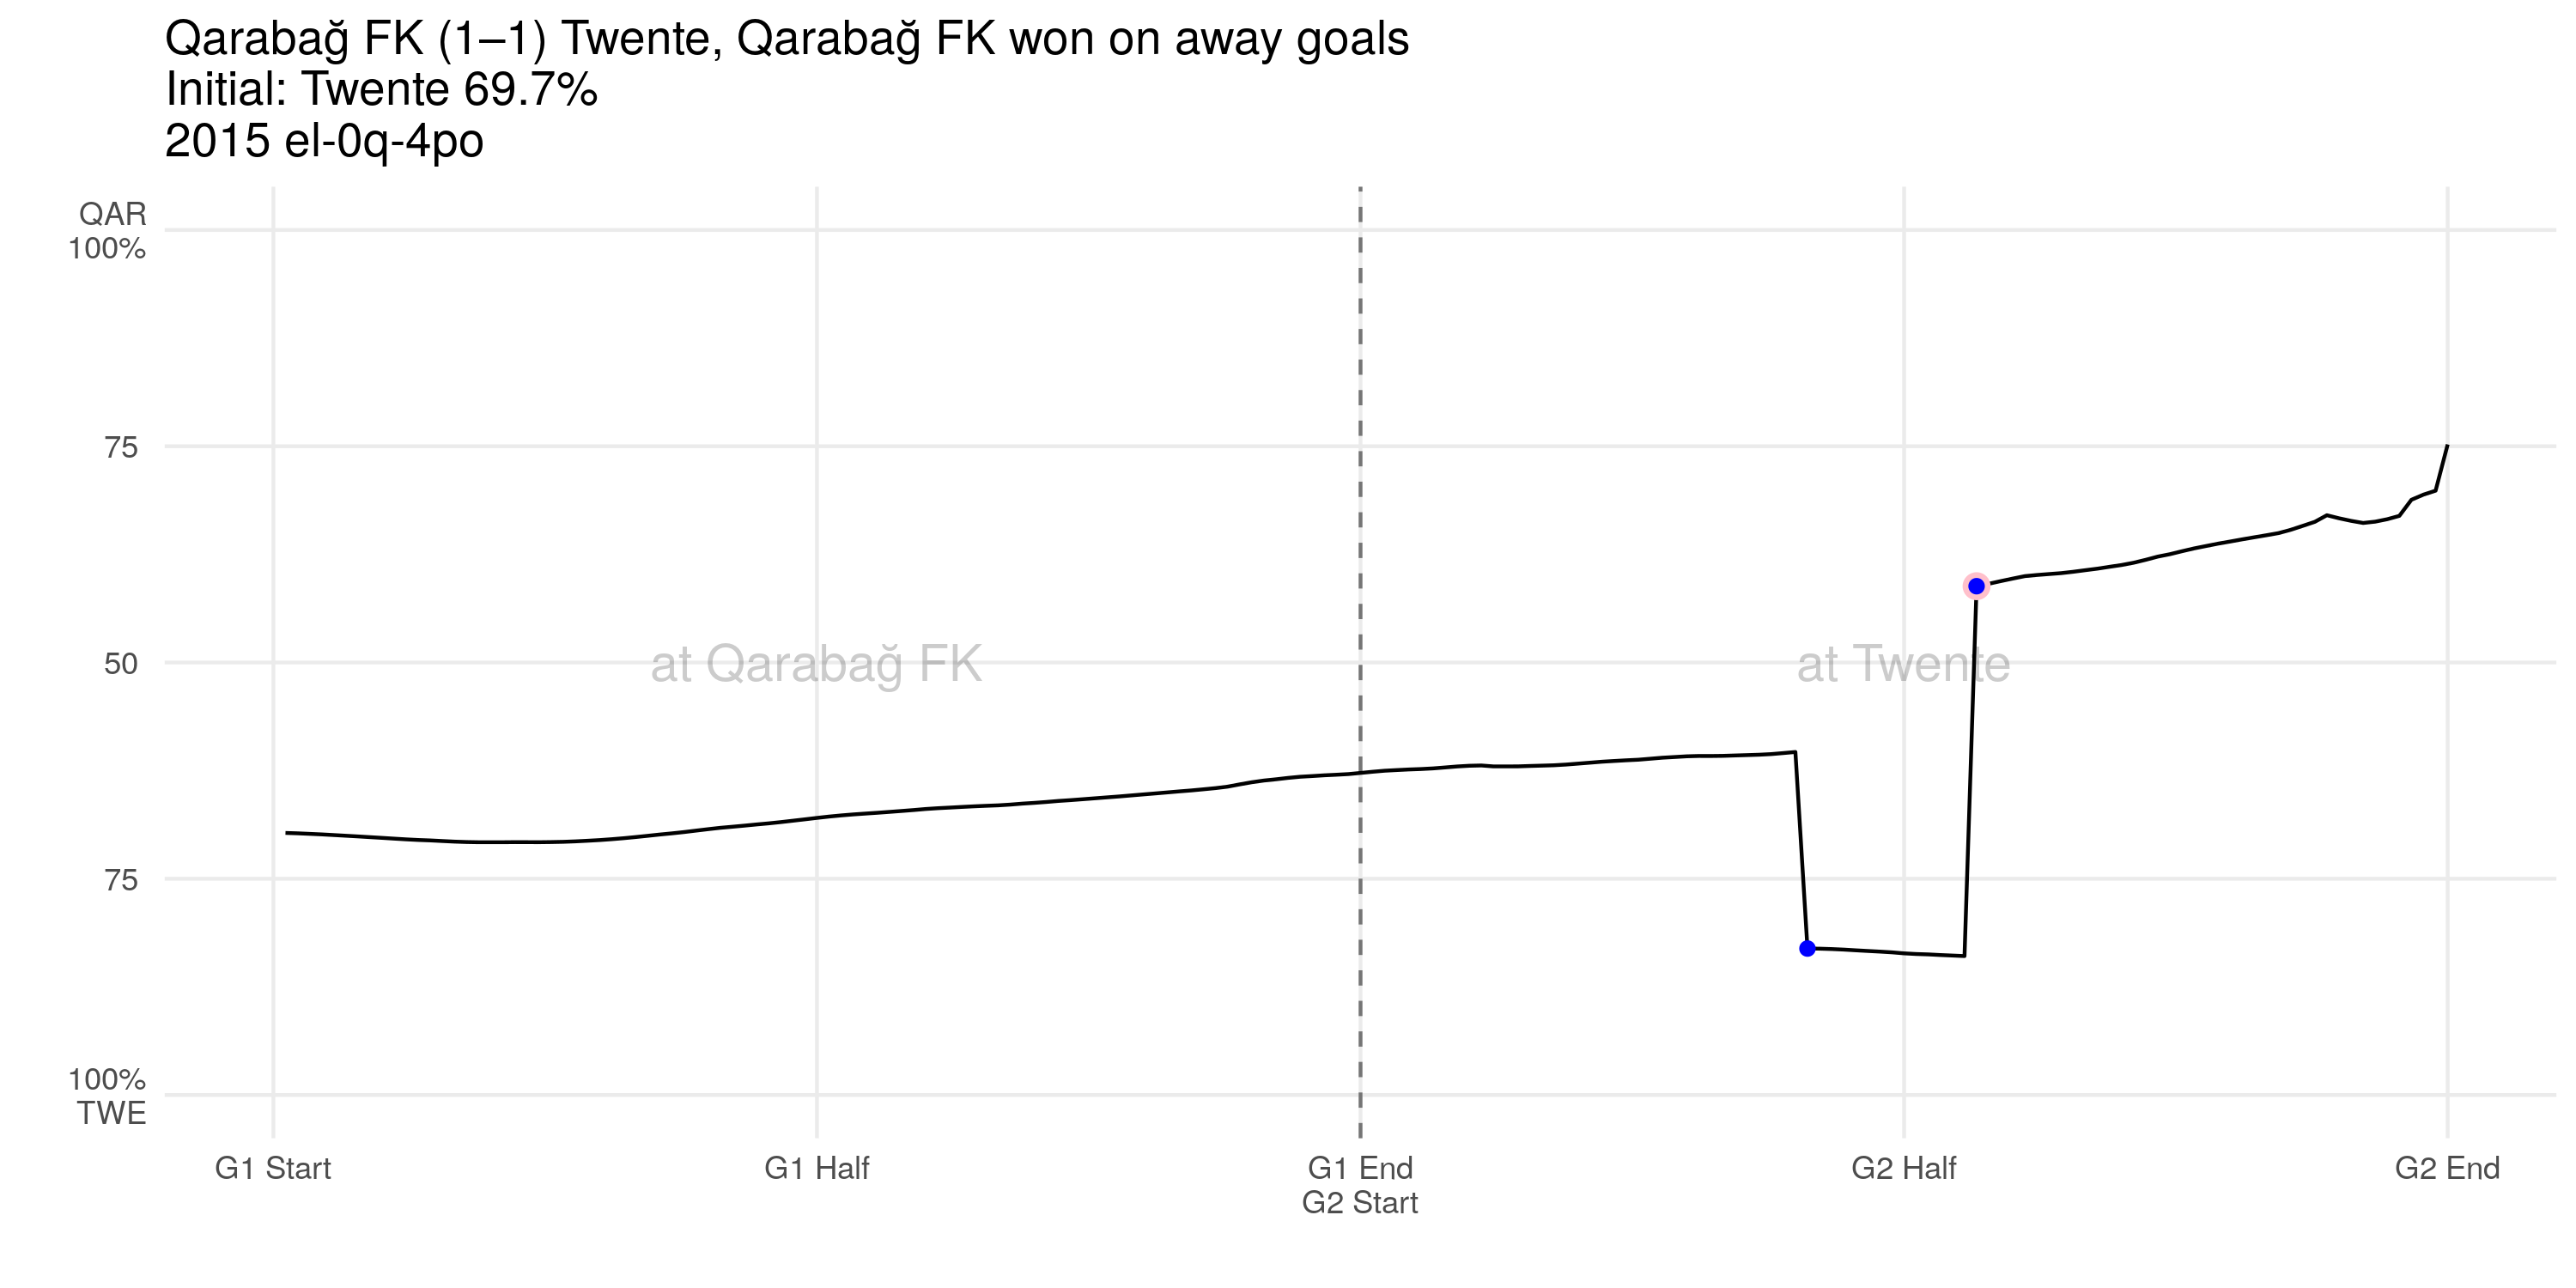 Qarabağ FK (1–1) Twente, Qarabağ FK won on away goals
Initial: Twente 69.7%
2015 el-0q-4po
QAR
100%
75
50
75
100%
TWE
at Qarabağ FK
at Twente
G1 Start
G1 Half
G1 End
G2 Start
G2 Half
G2 End